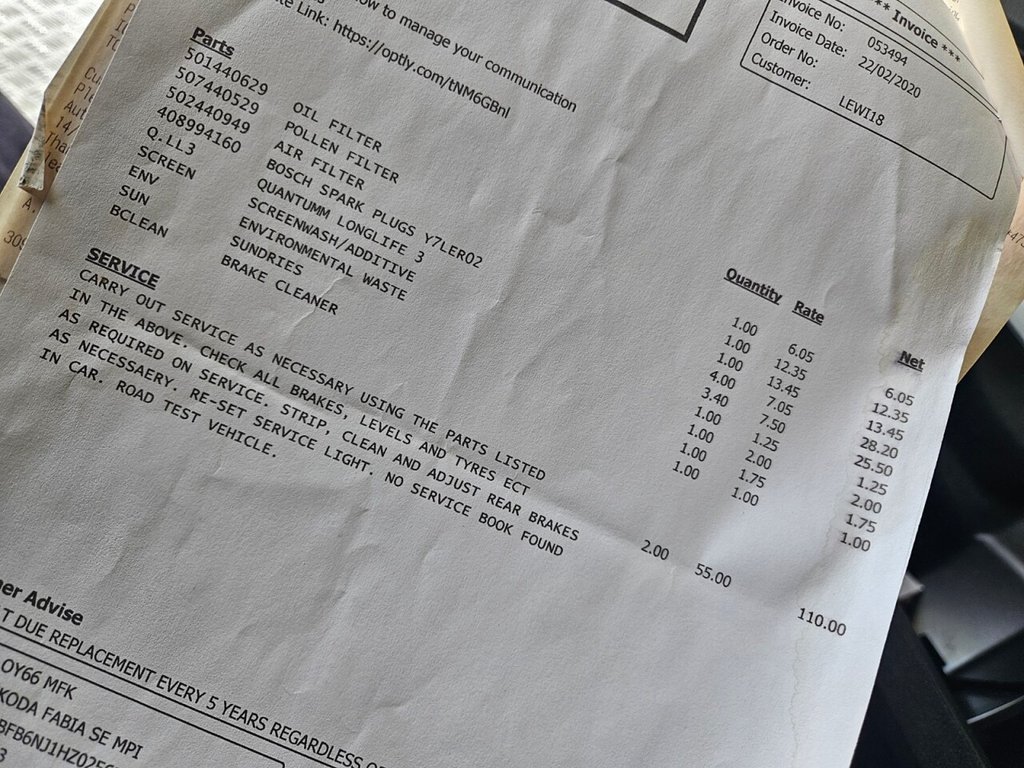 *** Invoice ***
Invoice No: 053494
Invoice Date: 22/02/2020
Order No:
Customer: LEWI18
how to manage your communication
Link: https://optly.com/tNM6GBnl
Parts Quantity Rate Net
501440629 OIL FILTER 1.00 6.05 6.05
507440529 POLLEN FILTER 1.00 12.35 12.35
502440949 AIR FILTER 1.00 13.45 13.45
408994160 BOSCH SPARK PLUGS Y7LER02 4.00 7.05 28.20
Q.LL3 QUANTUMM LONGLIFE 3 3.40 7.50 25.50
SCREEN SCREENWASH/ADDITIVE 1.00 1.25 1.25
ENV ENVIRONMENTAL WASTE 1.00 2.00 2.00
SUN SUNDRIES 1.00 1.75 1.75
BCLEAN BRAKE CLEANER 1.00 1.00 1.00
SERVICE
CARRY OUT SERVICE AS NECESSARY USING THE PARTS LISTED
IN THE ABOVE. CHECK ALL BRAKES, LEVELS AND TYRES ECT
AS REQUIRED ON SERVICE. STRIP, CLEAN AND ADJUST REAR BRAKES
AS NECESSAERY. RE-SET SERVICE LIGHT. NO SERVICE BOOK FOUND
IN CAR. ROAD TEST VEHICLE. 2.00 55.00 110.00
Advise
DUE REPLACEMENT EVERY 5 YEARS REGARDLESS
OY66 MFK
KODA FABIA SE MPI